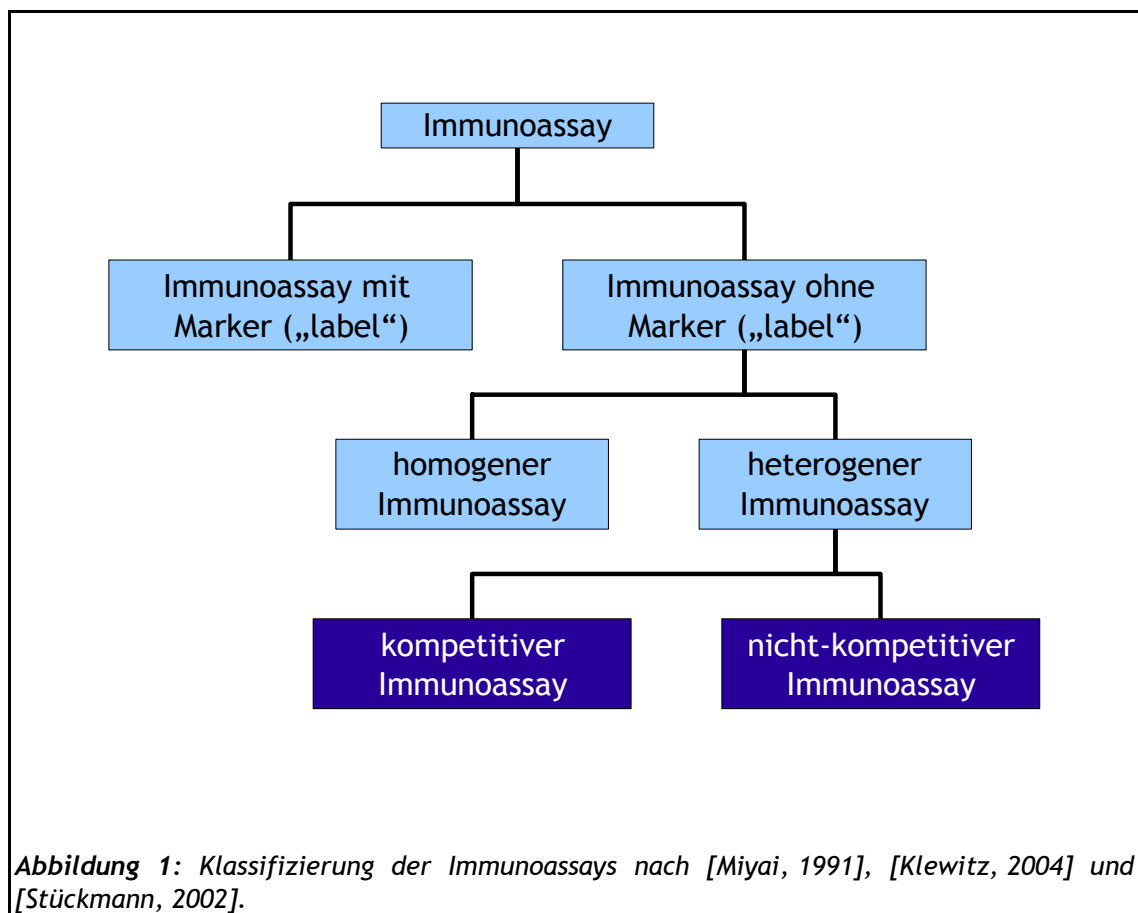 Immunoassay
Immunoassay mit
Marker („label“)
Immunoassay ohne
Marker („label“)
homogener
Immunoassay
heterogener
Immunoassay
kompetitiver
Immunoassay
nicht-kompetitiver
Immunoassay
Abbildung 1: Klassifizierung der Immunoassays nach [Miyai, 1991], [Klewitz, 2004] und
[Stückmann, 2002].